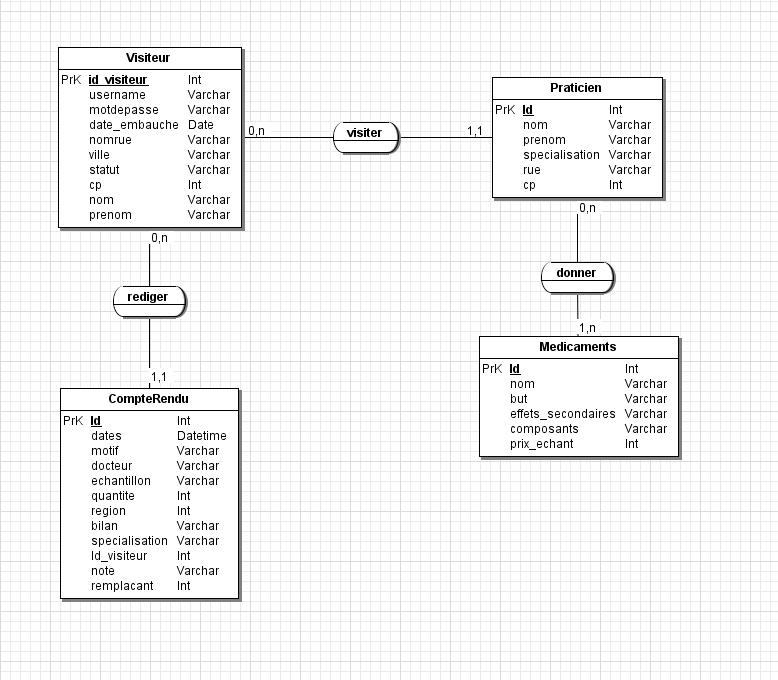 Visiteur
PrK id_visiteur Int
username Varchar
motdepasse Varchar
date_embauche Date
nomrue Varchar
ville Varchar
statut Varchar
cp Int
nom Varchar
prenom Varchar
0,n
visiter
1,1
Praticien
PrK Id Int
nom Varchar
prenom Varchar
specialisation Varchar
rue Varchar
cp Int
0,n
rediger
1,1
0,n
donner
1,n
CompteRendu
PrK Id Int
dates Datetime
motif Varchar
docteur Varchar
echantillon Varchar
quantite Int
region Int
bilan Varchar
specialisation Varchar
Id_visiteur Int
note Varchar
remplacant Int
Medicaments
PrK Id Int
nom Varchar
but Varchar
effets_secondaires Varchar
composants Varchar
prix_echant Int